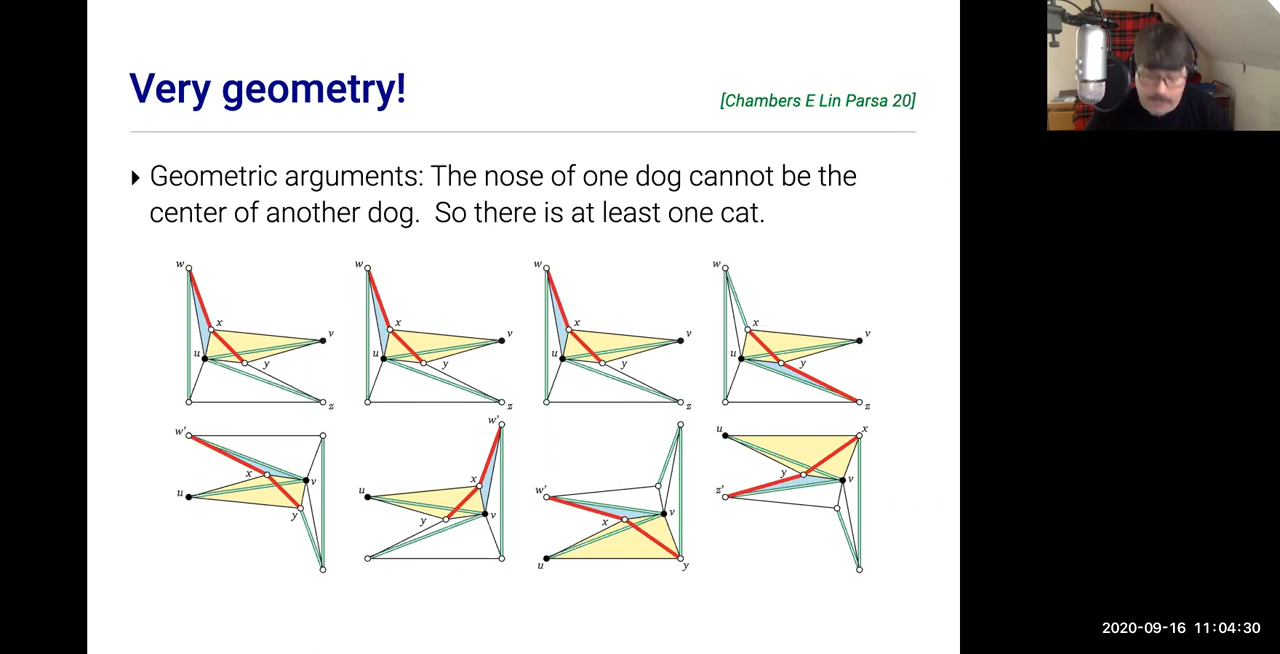 Very geometry!
[Chambers E Lin Parsa 20]
Geometric arguments: The nose of one dog cannot be the
center of another dog. So there is at least one cat.
w x v u y z
w x v u y z
w x v u y z
w x v u y z
w' x v u y
w' x u y v
w' x v u y
u x y v z'
2020-09-16 11:04:30